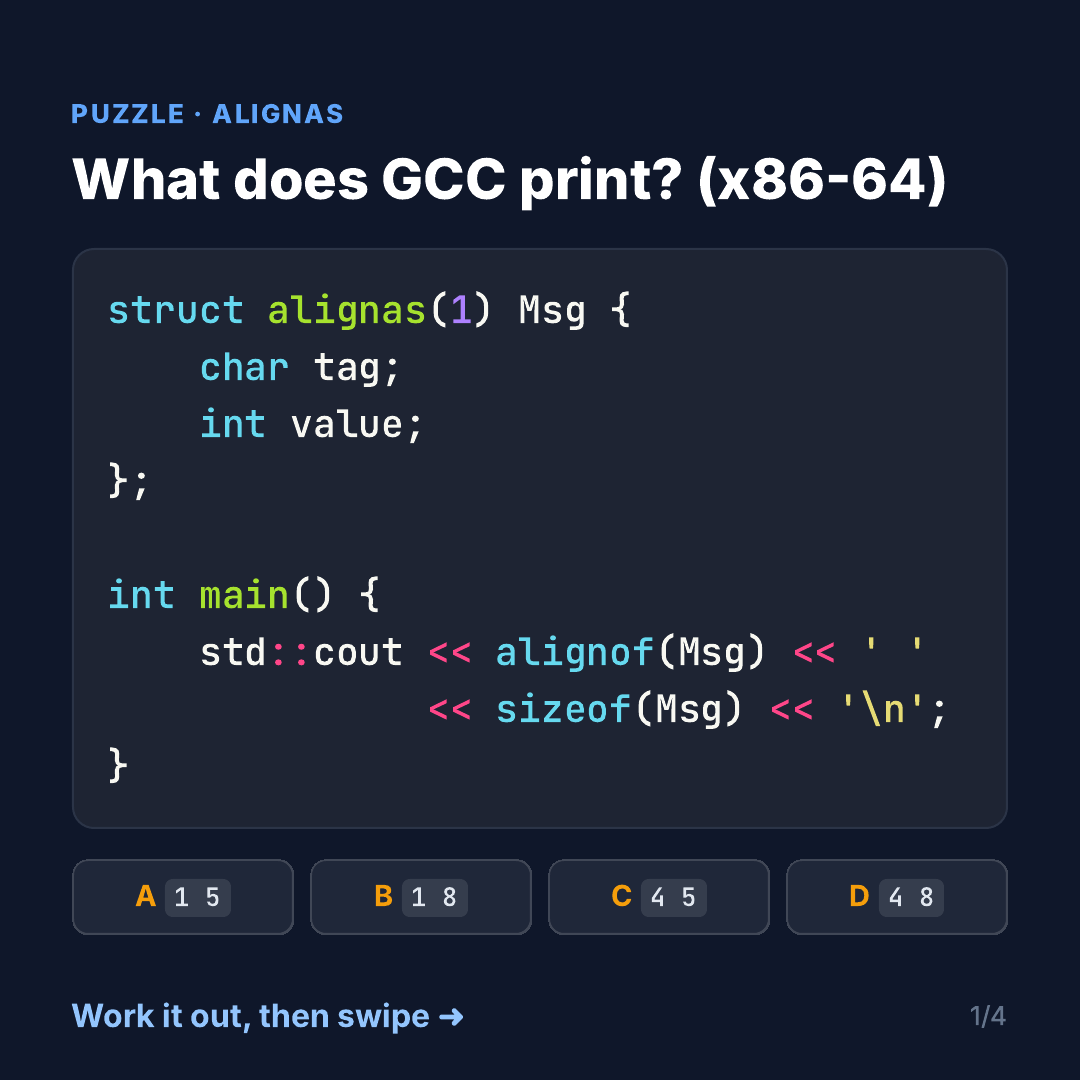 PUZZLE · ALIGNAS
What does GCC print? (x86-64)
struct alignas(1) Msg {
    char tag;
    int value;
};
int main() {
    std::cout << alignof(Msg) << ' '
              << sizeof(Msg) << '\n';
}
A 1 5 B 1 8 C 4 5 D 4 8
Work it out, then swipe ➜ 1/4